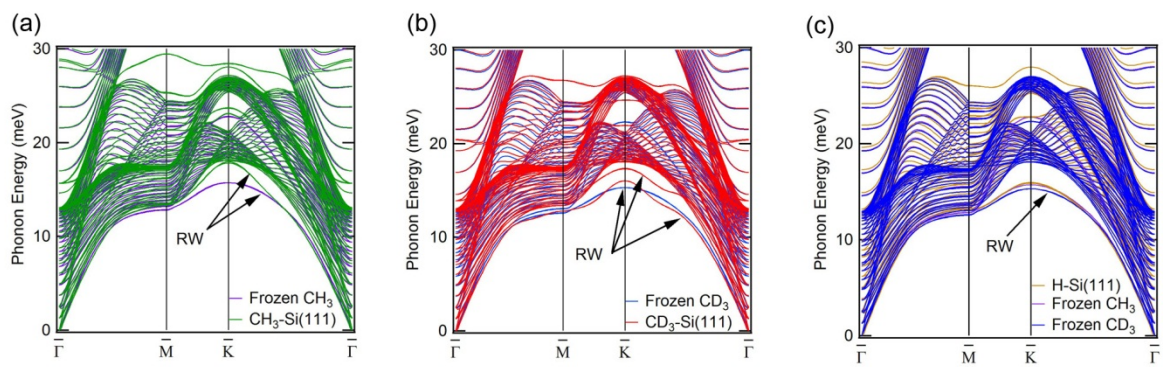 (a)
30
20
10
0
Phonon Energy (meV)
RW
Frozen CH₃
CH₃-Si(111)
Γ̄ M̄ K̄ Γ̄
(b)
30
20
10
0
Phonon Energy (meV)
RW
Frozen CD₃
CD₃-Si(111)
Γ̄ M̄ K̄ Γ̄
(c)
30
20
10
0
Phonon Energy (meV)
RW
H-Si(111)
Frozen CH₃
Frozen CD₃
Γ̄ M̄ K̄ Γ̄